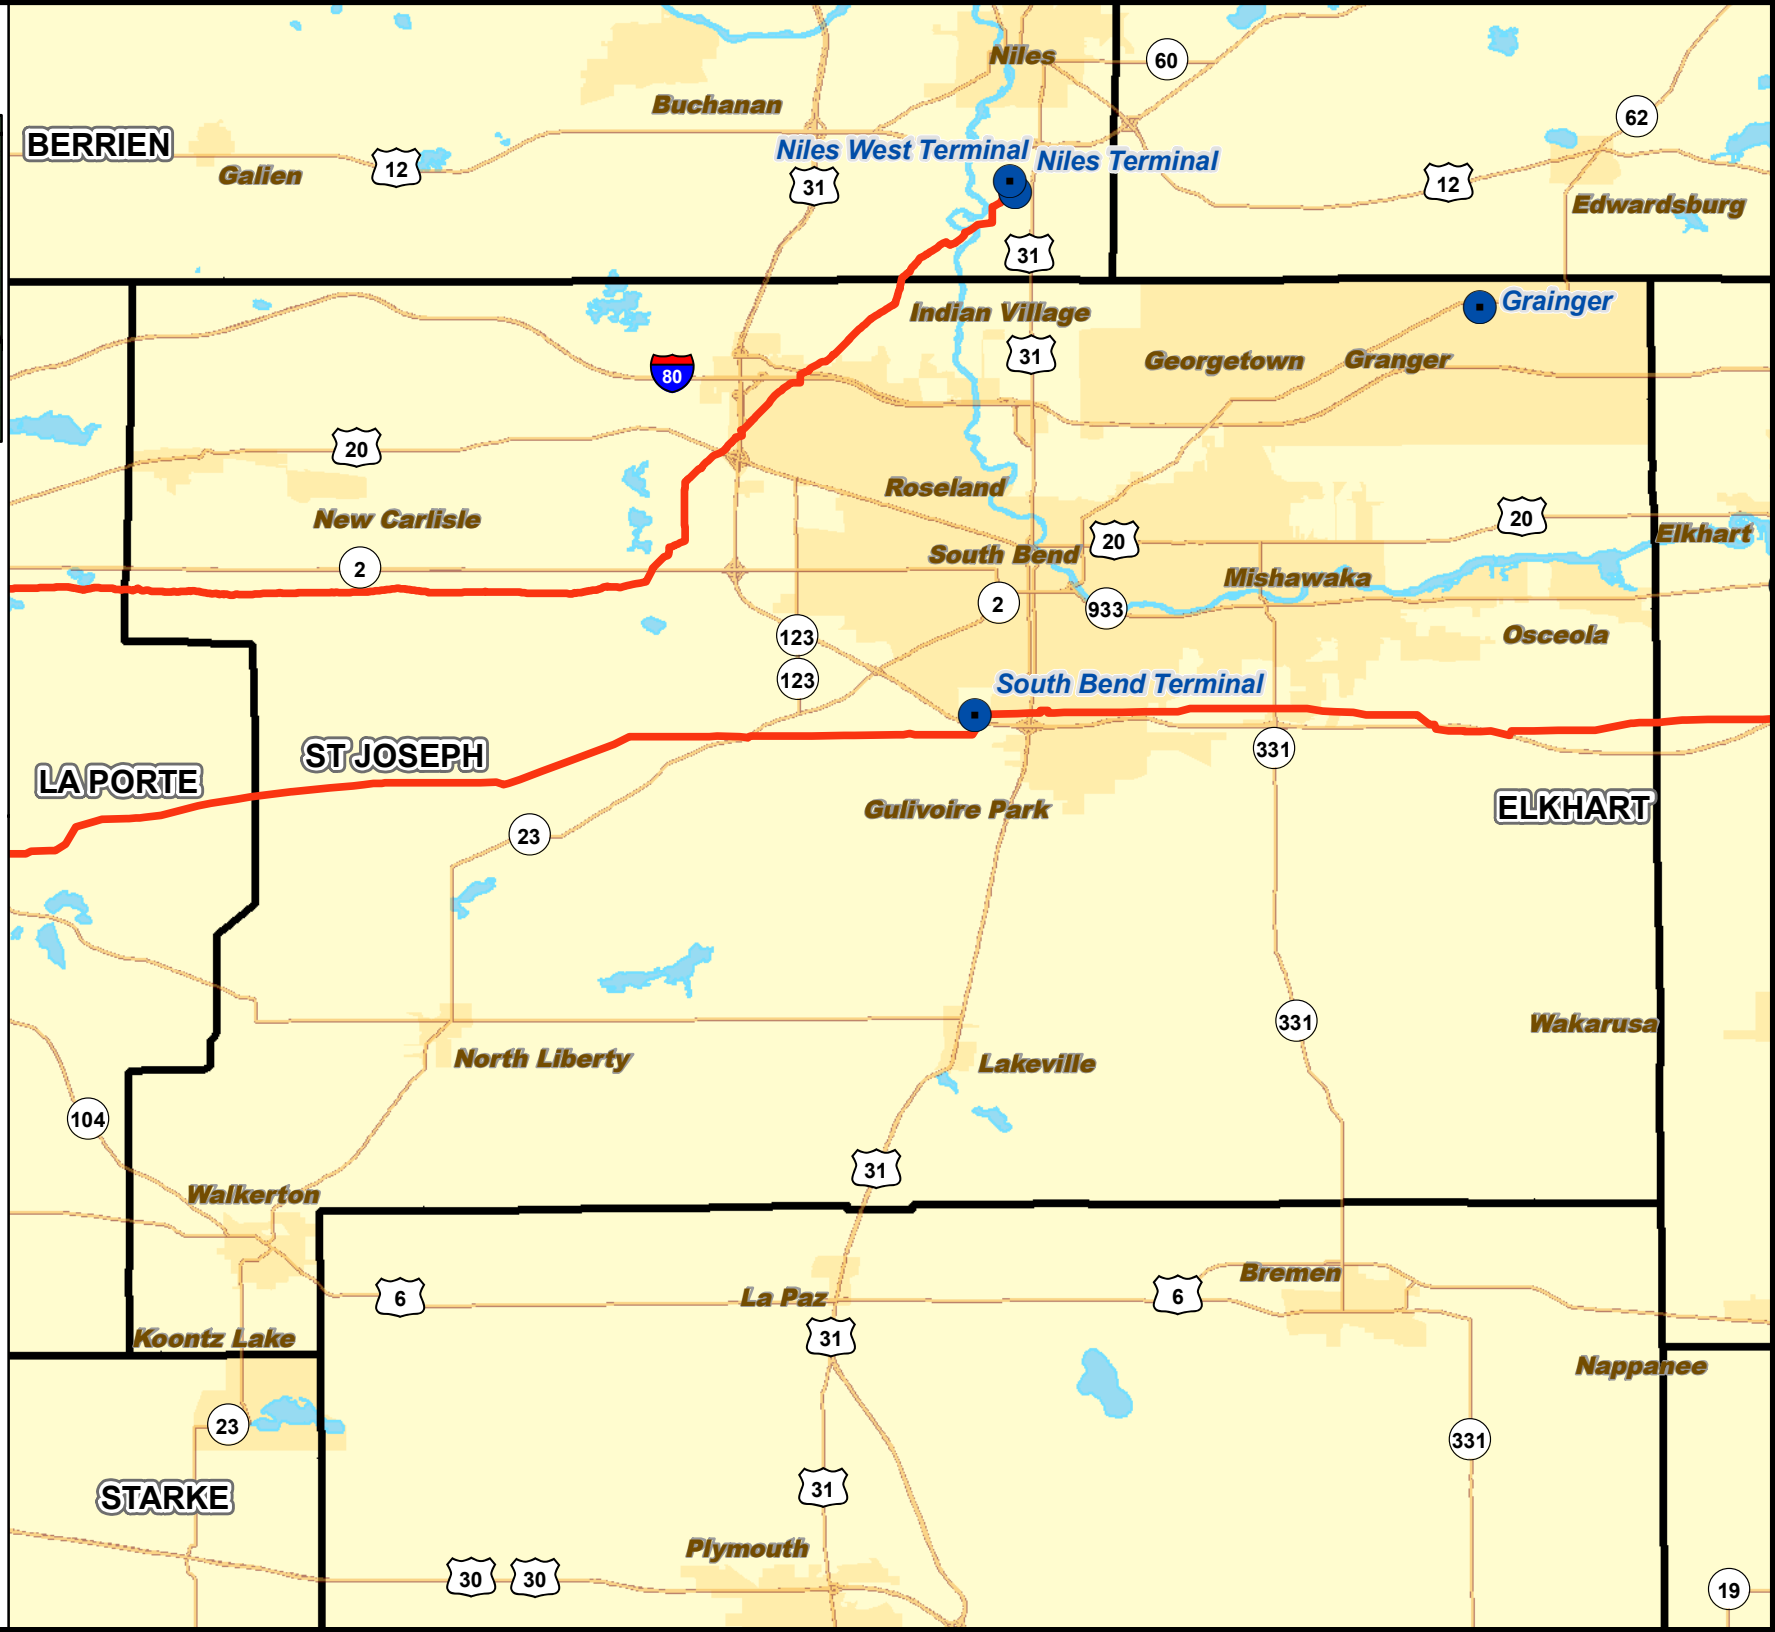 Niles
60
Buchanan
62
BERRIEN
Niles West Terminal
Niles Terminal
12
Galien
31
12
Edwardsburg
31
Grainger
Indian Village
31
Georgetown
Granger
80
20
Roseland
New Carlisle
20
Elkhart
20
South Bend
2
Mishawaka
2
933
123
Osceola
123
South Bend Terminal
331
ST JOSEPH
LA PORTE
ELKHART
Gulivoire Park
23
331
Wakarusa
North Liberty
Lakeville
104
31
Walkerton
Bremen
6
La Paz
6
31
Koontz Lake
Nappanee
23
331
31
STARKE
Plymouth
30
30
19